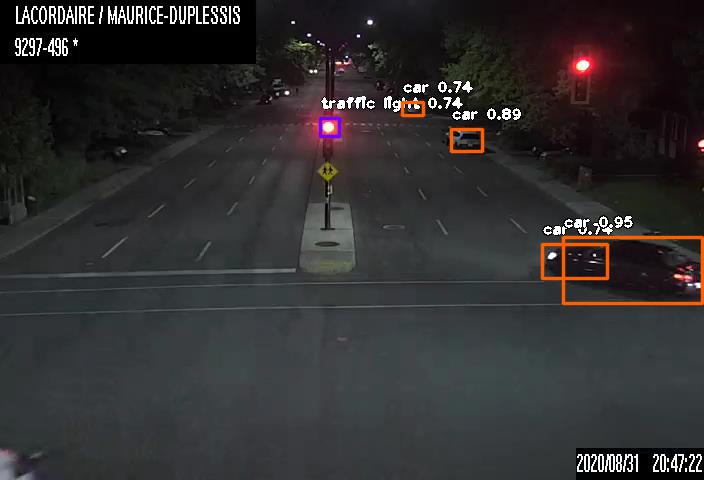 LACORDAIRE / MAURICE-DUPLESSIS
9297-496 *
car 0.74
traffic light 0.74
car 0.89
car 0.95
car 0.74
2020/08/31 20:47:22